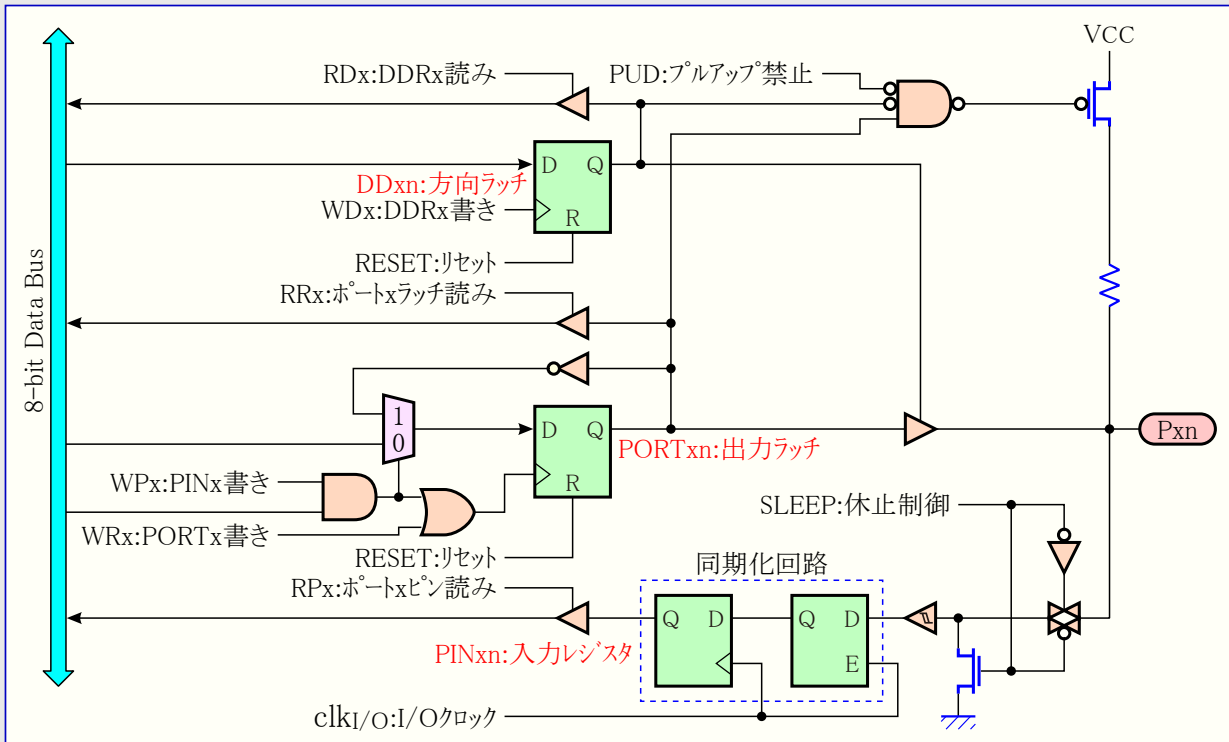 VCC
RDx:DDRx読み
PUD:プルアップ禁止
D Q
DDxn:方向ラッチ
WDx:DDRx書き
R
RESET:リセット
RRx:ポートxラッチ読み
8-bit Data Bus
1
0
D Q
PORTxn:出力ラッチ
Pxn
WPx:PINx書き
R
WRx:PORTx書き
SLEEP:休止制御
RESET:リセット
同期化回路
RPx:ポートxピン読み
Q D
Q D
PINxn:入力レジスタ
E
clkI/O:I/Oクロック